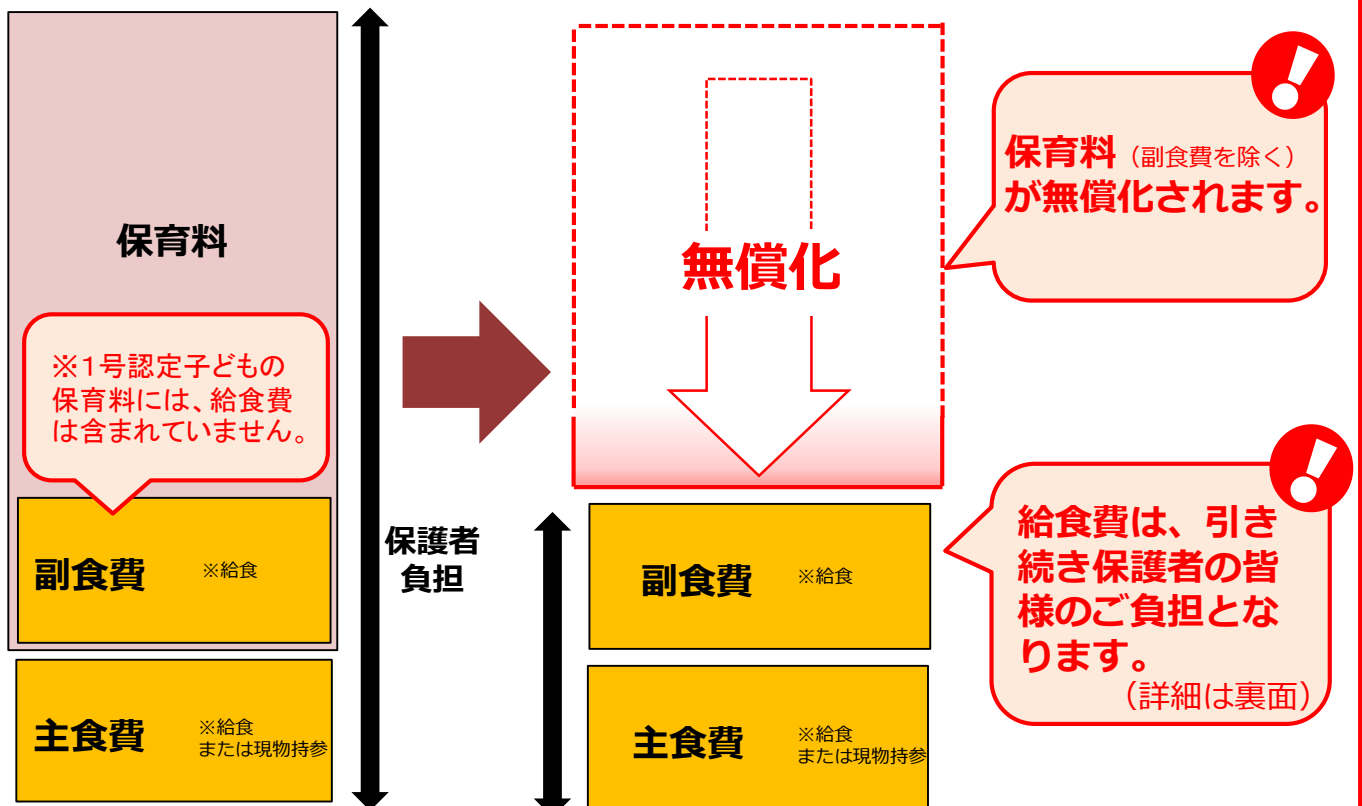 保育料
※1号認定子どもの
保育料には、給食費
は含まれていません。
副食費 ※給食
主食費 ※給食
または現物持参
保護者
負担
無償化
副食費 ※給食
主食費 ※給食
または現物持参
保育料（副食費を除く）
が無償化されます。
給食費は、引き
続き保護者の皆
様のご負担とな
ります。
（詳細は裏面）